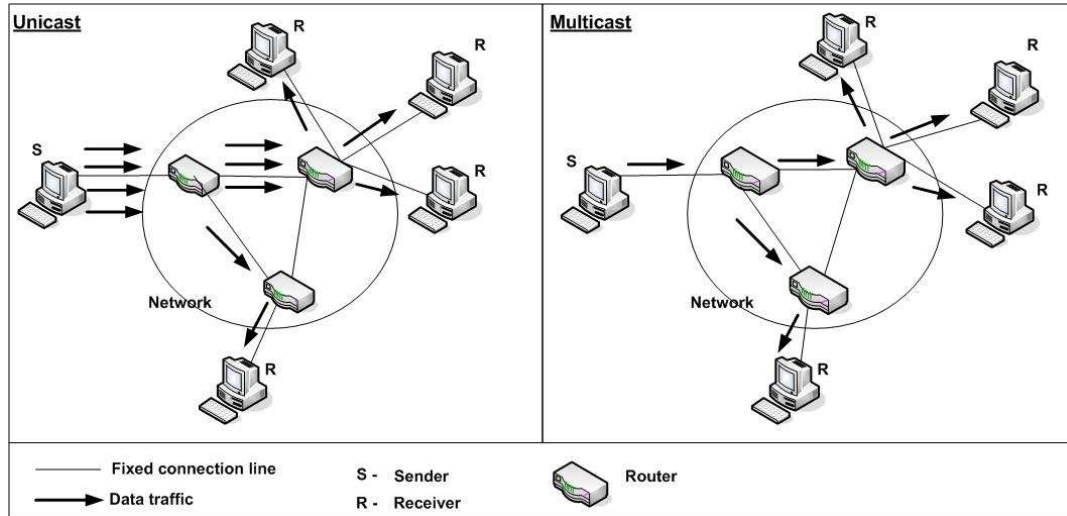 Unicast
R
R
S
R
Network
R
Multicast
R
R
S
R
Network
R
Fixed connection line
Data traffic
S - Sender
R - Receiver
Router